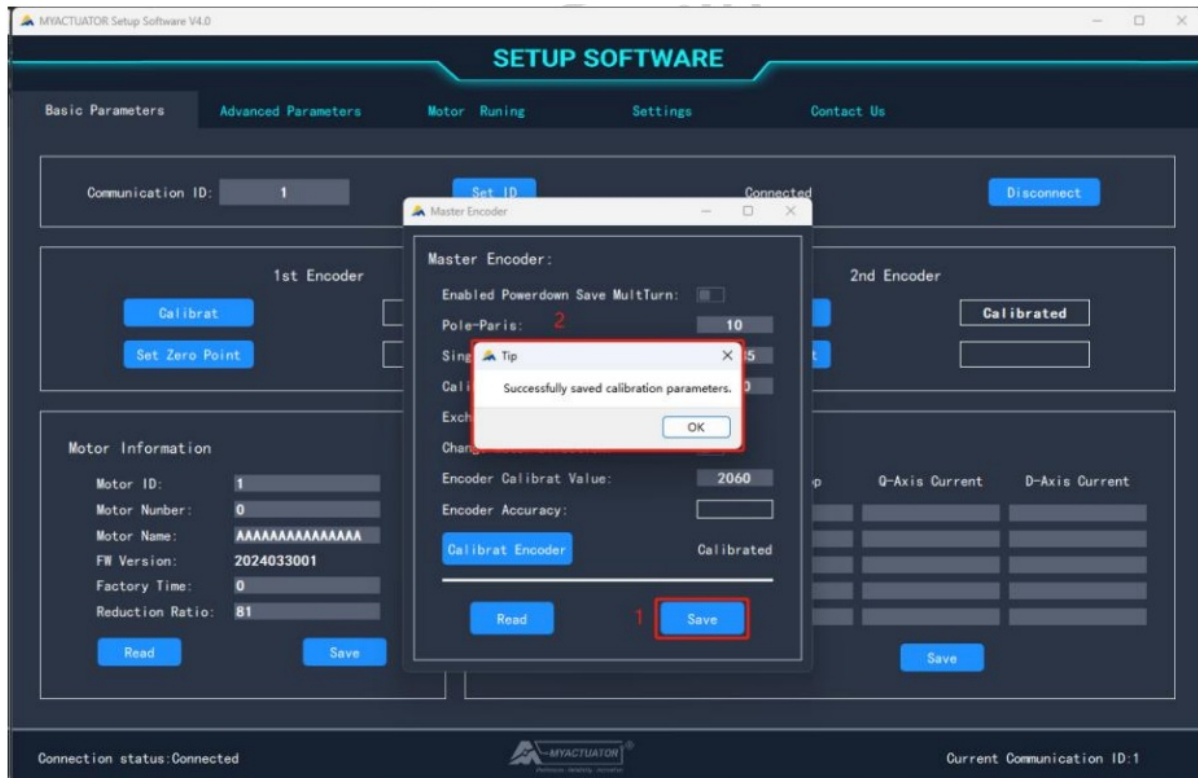 MYACTUATOR Setup Software V4.0
SETUP SOFTWARE
Basic Parameters
Advanced Parameters
Motor Runing
Settings
Contact Us
Communication ID:
1
Set ID
Connected
Disconnect
1st Encoder
Calibrat
Set Zero Point
2nd Encoder
Calibrated
Master Encoder
Master Encoder:
Enabled Powerdown Save MultTurn:
Pole-Paris:
10
2
Tip
Successfully saved calibration parameters.
OK
Encoder Calibrat Value:
2060
Encoder Accuracy:
Calibrat Encoder
Calibrated
Read
1
Save
Motor Information
Motor ID:
1
Motor Nunber:
0
Motor Name:
AAAAAAAAAAAAAAA
FW Version:
2024033001
Factory Time:
0
Reduction Ratio:
81
Read
Save
Q-Axis Current
D-Axis Current
Save
Connection status:Connected
MYACTUATOR®
Current Communication ID:1